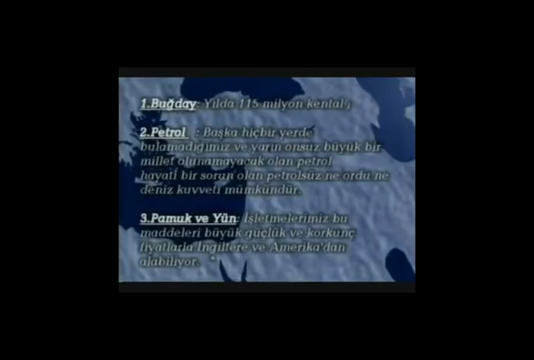 1.Buğday: Yılda 115 milyon kental ;
2.Petrol : Başka hiçbir yerde
bulamadığımız ve yarın onsuz büyük bir
millet olunamayacak olan petrol
hayati bir sorun olan petrolsüz ne ordu ne
deniz kuvveti mümkündür.
3.Pamuk ve Yün: İşletmelerimiz bu
maddeleri büyük güçlük ve korkunç
fiyatlarla İngiltere ve Amerika'dan
alabiliyor. "